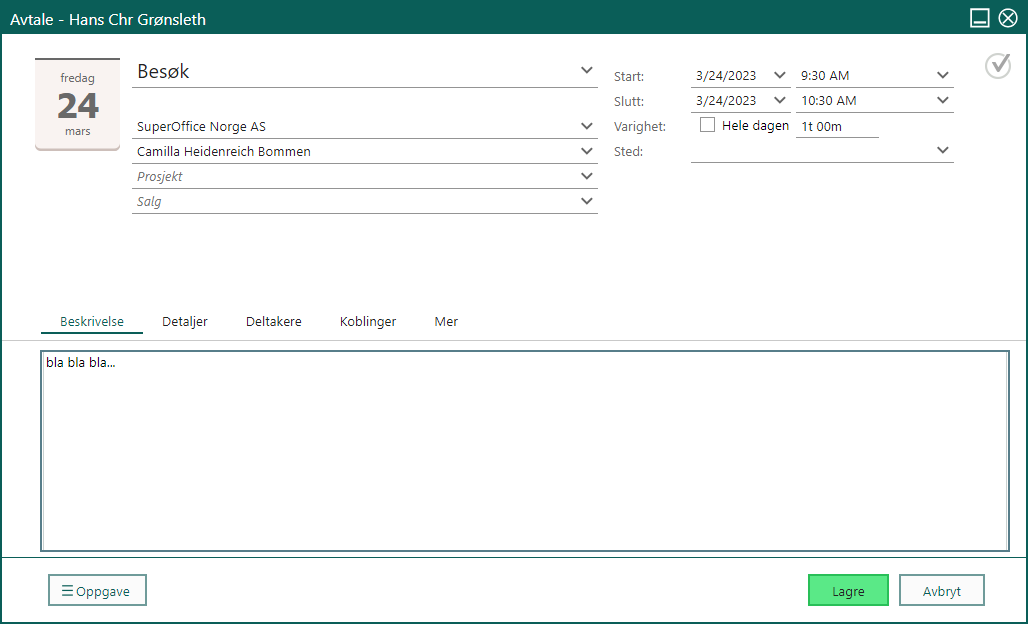 Avtale - Hans Chr Grønsleth
fredag
24
mars
Besøk
SuperOffice Norge AS
Camilla Heidenreich Bommen
Prosjekt
Salg
Start: 3/24/2023 9:30 AM
Slutt: 3/24/2023 10:30 AM
Varighet: Hele dagen 1t 00m
Sted:
Beskrivelse Detaljer Deltakere Koblinger Mer
bla bla bla...
Oppgave Lagre Avbryt